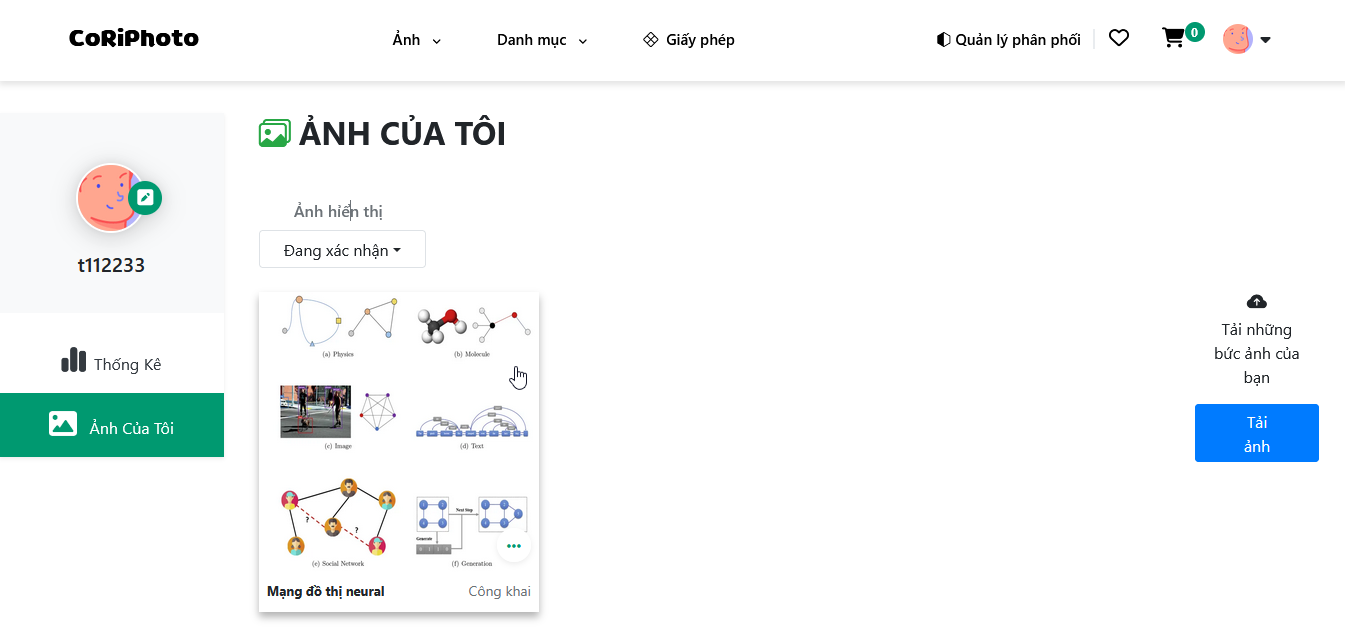 CoRiPhoto
Ảnh
Danh mục
Giấy phép
Quản lý phân phối
0
t112233
Thống Kê
Ảnh Của Tôi
ẢNH CỦA TÔI
Ảnh hiển thị
Đang xác nhận
(a) Physics
(b) Molecule
(c) Image
(d) Text
?
?
Next Step
Generate
(e) Social Network
(f) Generation
Mạng đồ thị neural
Công khai
Tải những
bức ảnh của
bạn
Tải
ảnh